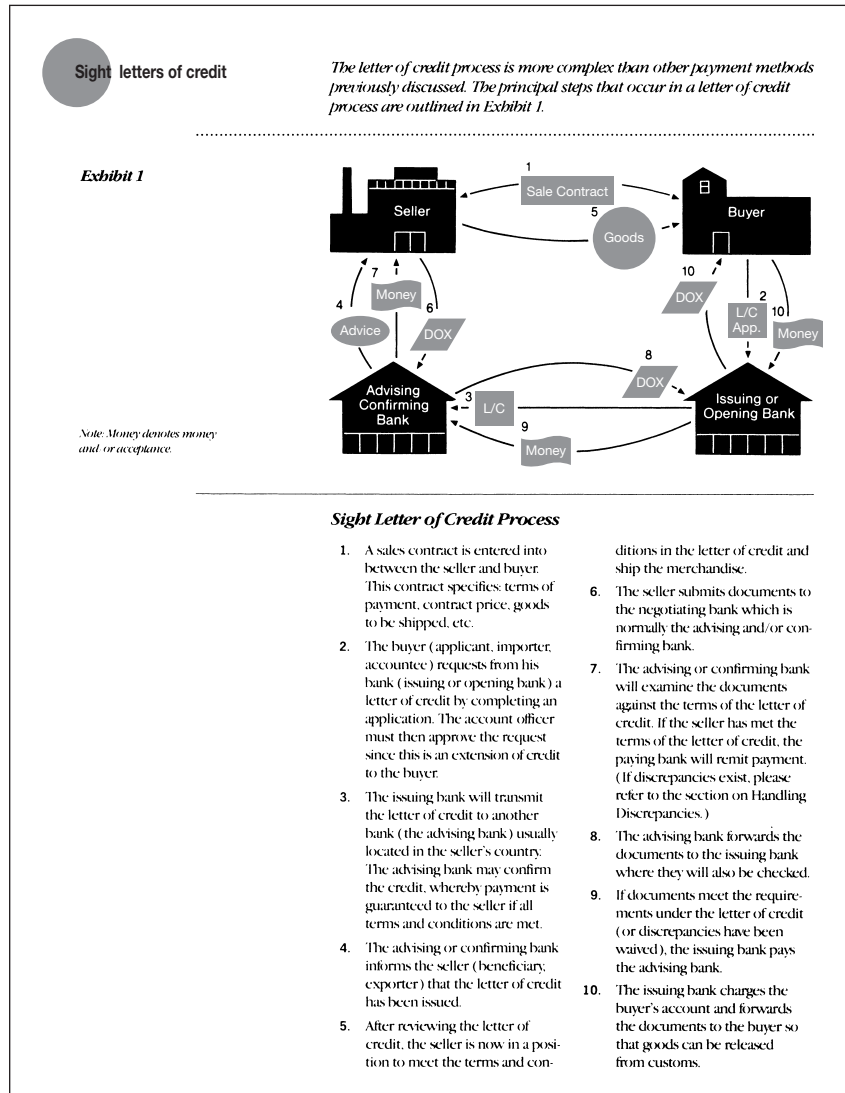 Sight letters of credit
The letter of credit process is more complex than other payment methods
previously discussed. The principal steps that occur in a letter of credit
process are outlined in Exhibit 1.
Exhibit 1
1
Sale Contract
Seller
5
Goods
Buyer
4
Advice
7
Money
6
DOX
10
DOX
2
L/C
App.
10
Money
8
DOX
Advising
Confirming
Bank
3
L/C
Issuing or
Opening Bank
9
Money
Note: Money denotes money
and/or acceptance.
Sight Letter of Credit Process
1. A sales contract is entered into
between the seller and buyer.
This contract specifies: terms of
payment, contract price, goods
to be shipped, etc.
2. The buyer (applicant, importer,
accountee) requests from his
bank (issuing or opening bank) a
letter of credit by completing an
application. The account officer
must then approve the request
since this is an extension of credit
to the buyer.
3. The issuing bank will transmit
the letter of credit to another
bank (the advising bank) usually
located in the seller's country.
The advising bank may confirm
the credit, whereby payment is
guaranteed to the seller if all
terms and conditions are met.
4. The advising or confirming bank
informs the seller (beneficiary,
exporter) that the letter of credit
has been issued.
5. After reviewing the letter of
credit, the seller is now in a posi-
tion to meet the terms and con-
ditions in the letter of credit and
ship the merchandise.
6. The seller submits documents to
the negotiating bank which is
normally the advising and/or con-
firming bank.
7. The advising or confirming bank
will examine the documents
against the terms of the letter of
credit. If the seller has met the
terms of the letter of credit, the
paying bank will remit payment.
(If discrepancies exist, please
refer to the section on Handling
Discrepancies.)
8. The advising bank forwards the
documents to the issuing bank
where they will also be checked.
9. If documents meet the require-
ments under the letter of credit
(or discrepancies have been
waived), the issuing bank pays
the advising bank.
10. The issuing bank charges the
buyer's account and forwards
the documents to the buyer so
that goods can be released
from customs.